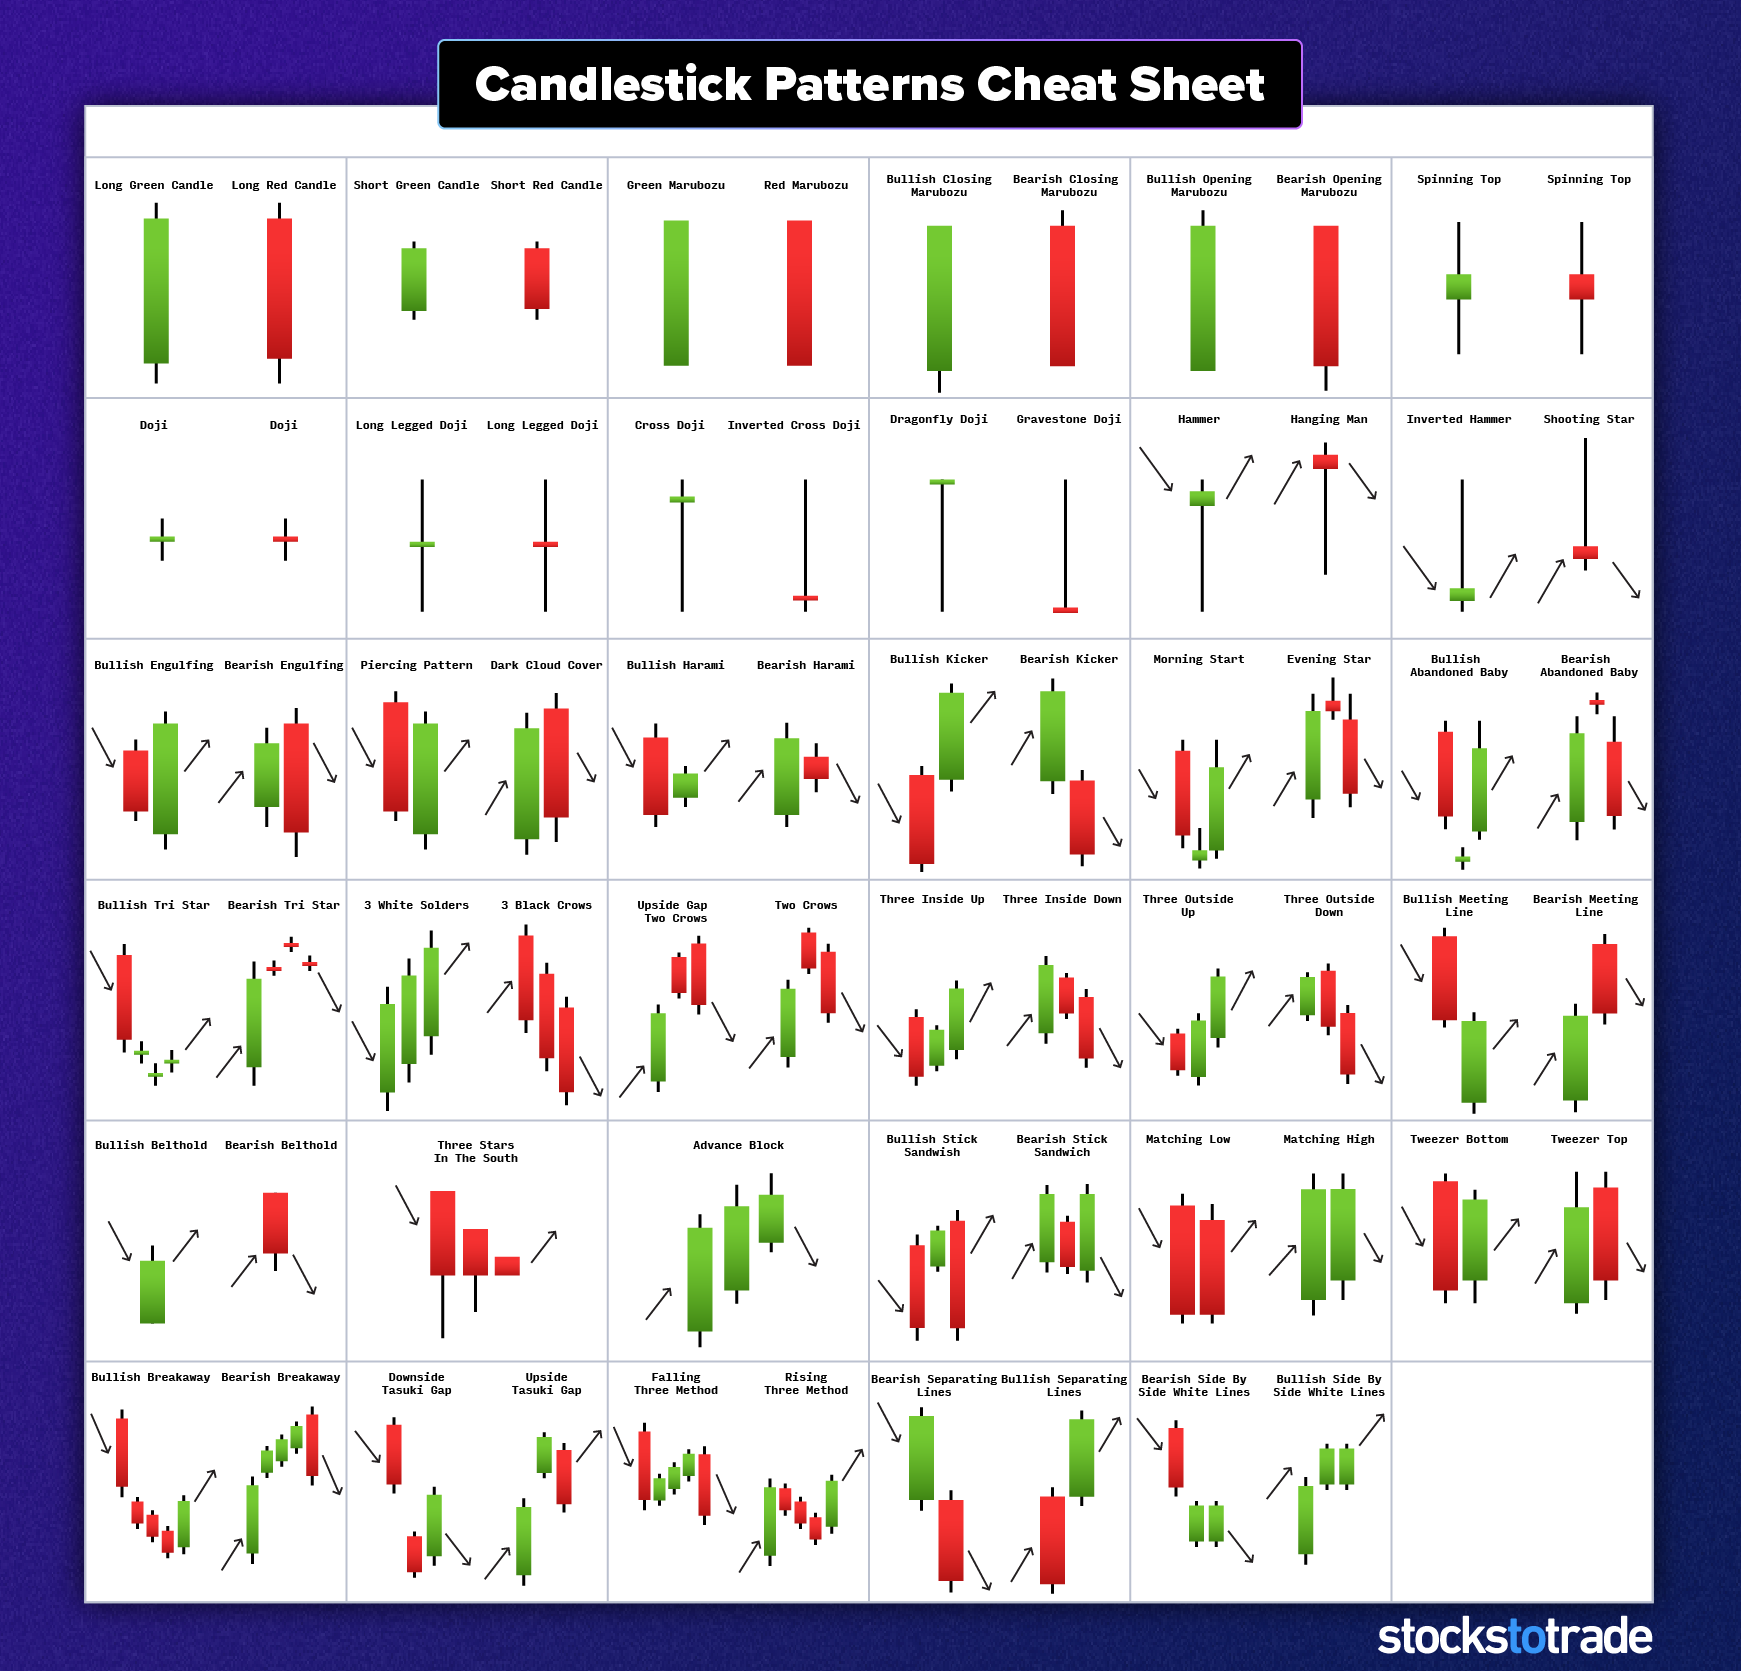 Candlestick Patterns Cheat Sheet
Long Green Candle
Long Red Candle
Short Green Candle
Short Red Candle
Green Marubozu
Red Marubozu
Bullish Closing
Marubozu
Bearish Closing
Marubozu
Bullish Opening
Marubozu
Bearish Opening
Marubozu
Spinning Top
Spinning Top
Doji
Doji
Long Legged Doji
Long Legged Doji
Cross Doji
Inverted Cross Doji
Dragonfly Doji
Gravestone Doji
Hammer
Hanging Man
Inverted Hammer
Shooting Star
Bullish Engulfing
Bearish Engulfing
Piercing Pattern
Dark Cloud Cover
Bullish Harami
Bearish Harami
Bullish Kicker
Bearish Kicker
Morning Start
Evening Star
Bullish
Abandoned Baby
Bearish
Abandoned Baby
Bullish Tri Star
Bearish Tri Star
3 White Solders
3 Black Crows
Upside Gap
Two Crows
Two Crows
Three Inside Up
Three Inside Down
Three Outside
Up
Three Outside
Down
Bullish Meeting
Line
Bearish Meeting
Line
Bullish Belthold
Bearish Belthold
Three Stars
In The South
Advance Block
Bullish Stick
Sandwish
Bearish Stick
Sandwich
Matching Low
Matching High
Tweezer Bottom
Tweezer Top
Bullish Breakaway
Bearish Breakaway
Downside
Tasuki Gap
Upside
Tasuki Gap
Falling
Three Method
Rising
Three Method
Bearish Separating
Lines
Bullish Separating
Lines
Bearish Side By
Side White Lines
Bullish Side By
Side White Lines
stockstotrade